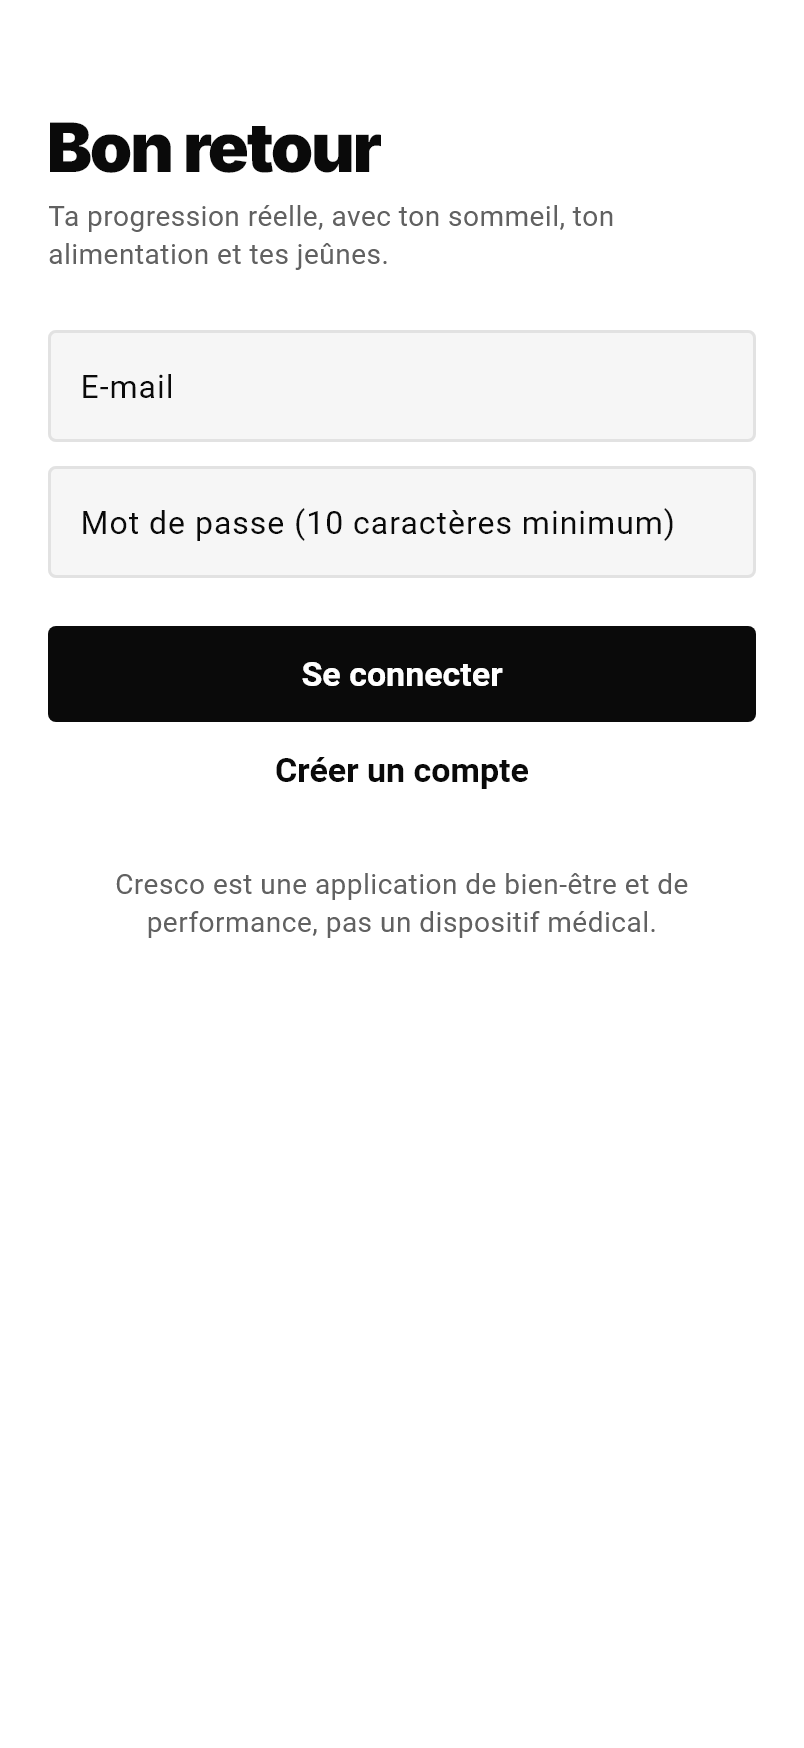 Bon retour
Ta progression réelle, avec ton sommeil, ton
alimentation et tes jeûnes.
E-mail
Mot de passe (10 caractères minimum)
Se connecter
Créer un compte
Cresco est une application de bien-être et de
performance, pas un dispositif médical.